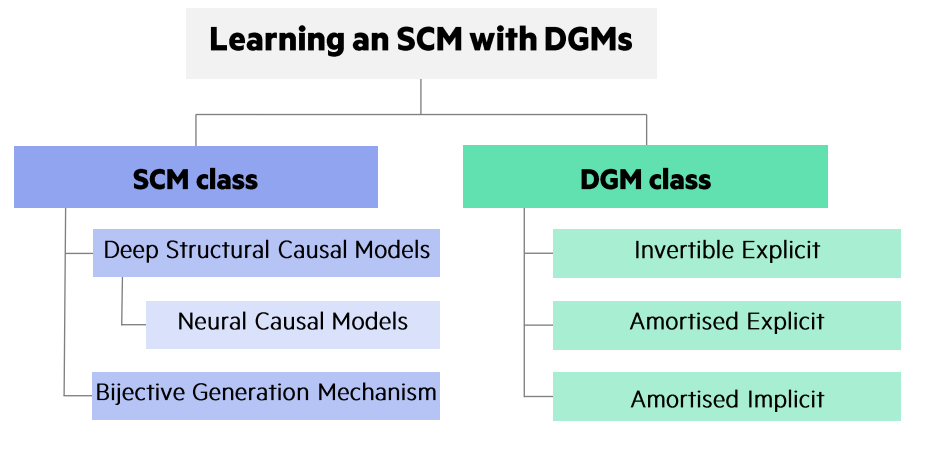 Learning an SCM with DGMs
SCM class
Deep Structural Causal Models
Neural Causal Models
Bijective Generation Mechanism
DGM class
Invertible Explicit
Amortised Explicit
Amortised Implicit